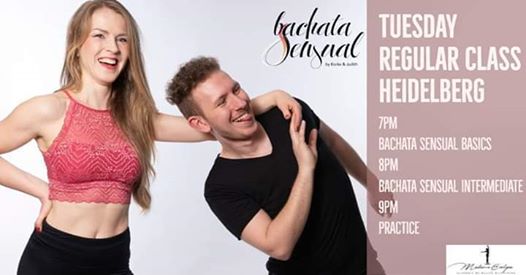 bachata
Sensual
by Korke & Judith
TUESDAY
REGULAR CLASS
HEIDELBERG
7PM
BACHATA SENSUAL BASICS
8PM
BACHATA SENSUAL INTERMEDIATE
9PM
PRACTICE